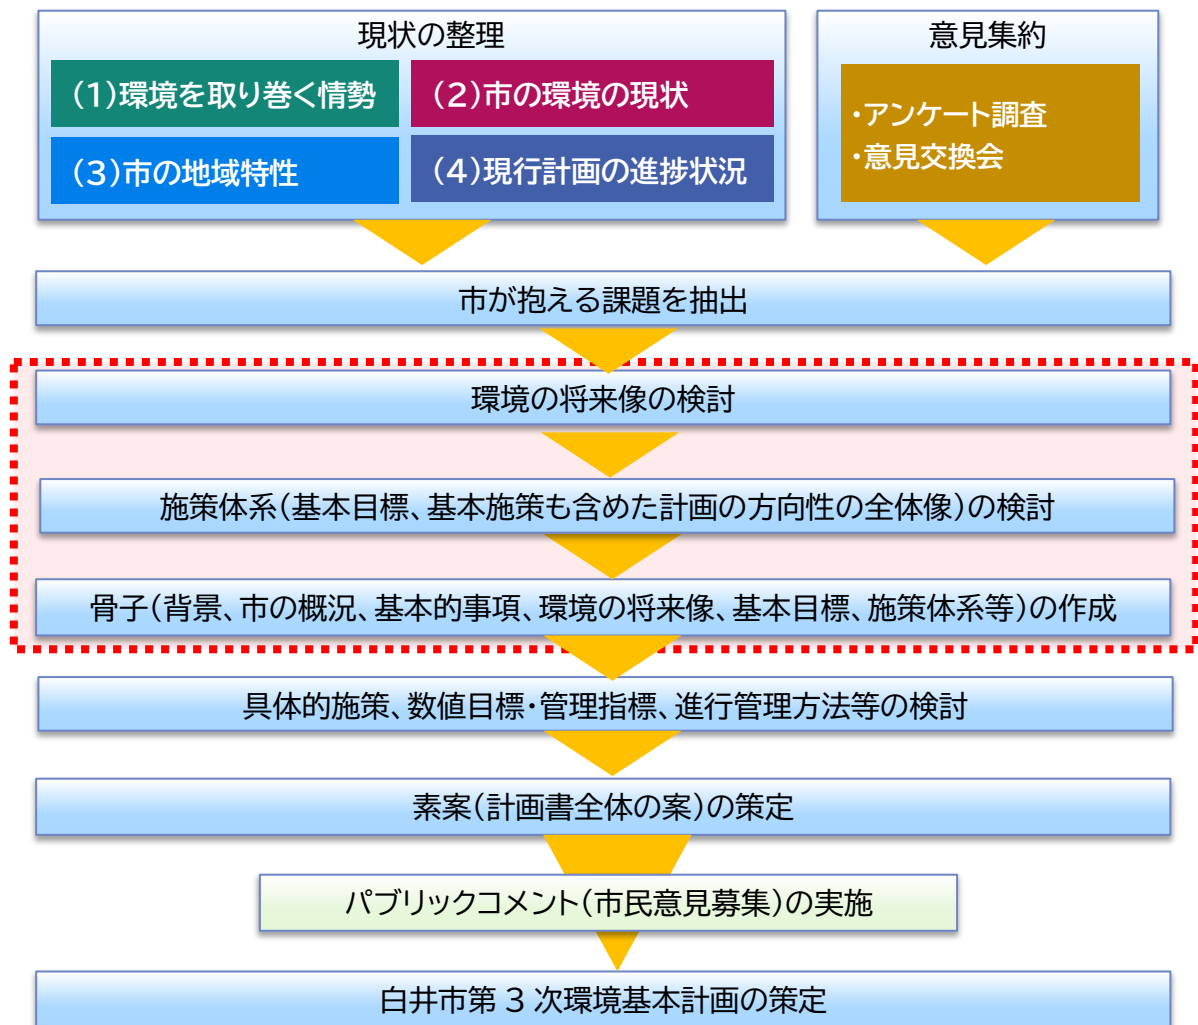 現状の整理
(1)環境を取り巻く情勢
(2)市の環境の現状
(3)市の地域特性
(4)現行計画の進捗状況
意見集約
・アンケート調査
・意見交換会
市が抱える課題を抽出
環境の将来像の検討
施策体系(基本目標、基本施策も含めた計画の方向性の全体像)の検討
骨子(背景、市の概況、基本的事項、環境の将来像、基本目標、施策体系等)の作成
具体的施策、数値目標・管理指標、進行管理方法等の検討
素案(計画書全体の案)の策定
パブリックコメント(市民意見募集)の実施
白井市第 3 次環境基本計画の策定